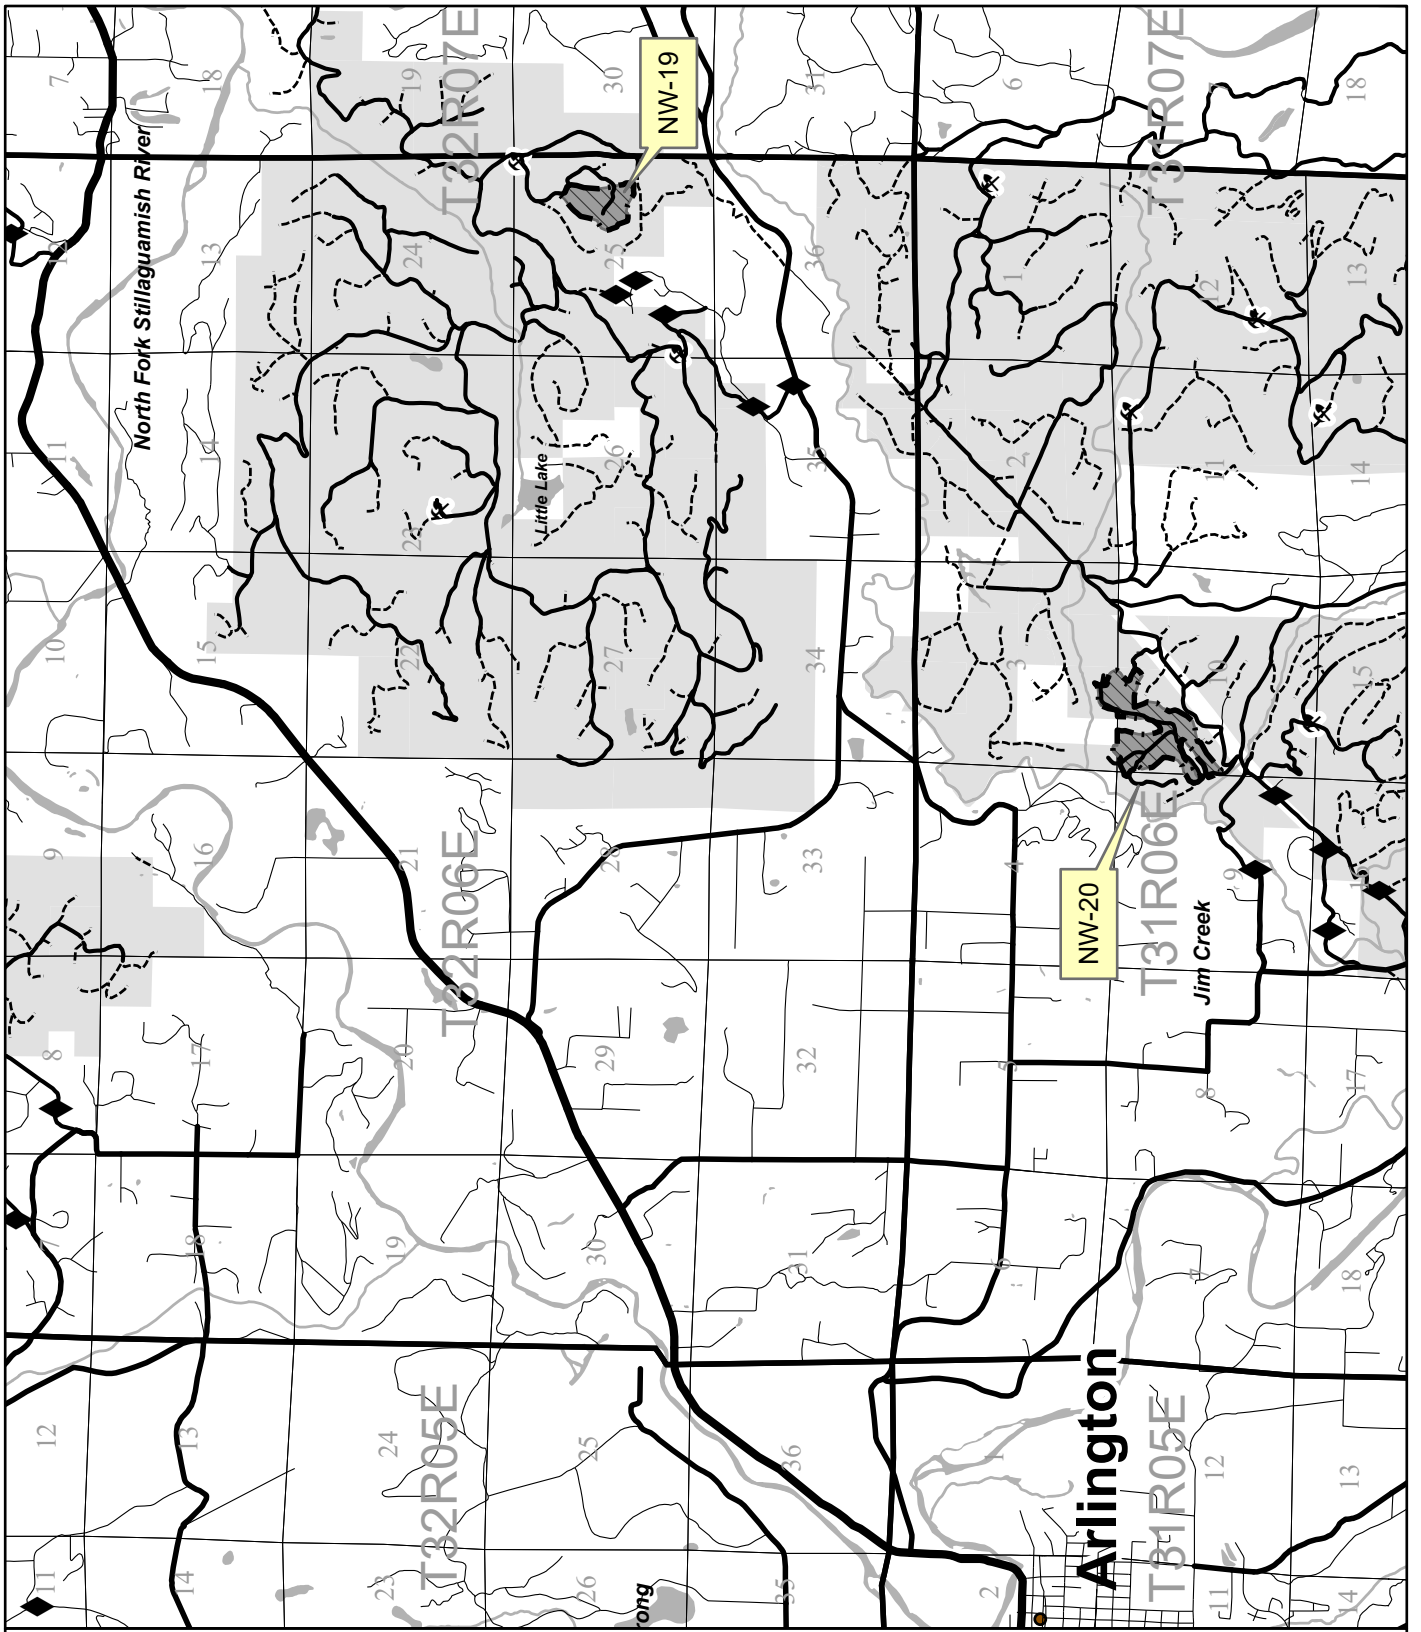 11 12 7 8 9 10 11 12 7
North Fork Stillaguamish River
14 13 18 17 16 15 14 13 18
23 24 19 20 21 22 23 24 19
T32R05E T32R06E T32R07E
Little Lake
26 25 30 29 28 27 26 25 30
rong
NW-19
35 36 31 32 33 34 35 36 31
2 1 6 5 4 3 2 1 6
NW-20
Arlington
T31R05E T31R06E T31R07E
Jim Creek
11 12 7 8 9 10 11 12 7
14 13 18 17 16 15 14 13 18